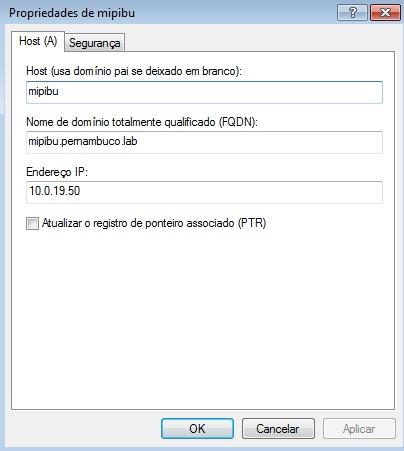 Propriedades de mipibu
Host (A) Segurança
Host (usa domínio pai se deixado em branco):
mipibu
Nome de domínio totalmente qualificado (FQDN):
mipibu.pernambuco.lab
Endereço IP:
10.0.19.50
Atualizar o registro de ponteiro associado (PTR)
OK Cancelar Aplicar